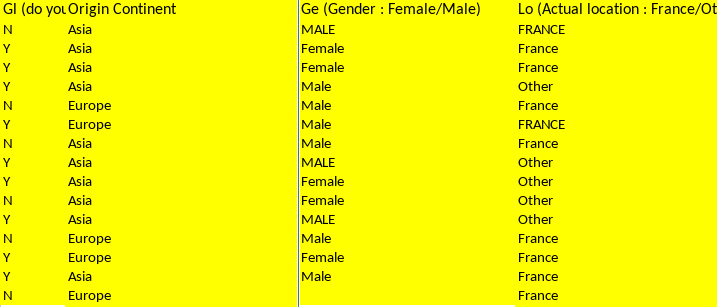 Gl (do you Origin Continent Ge (Gender : Female/Male) Lo (Actual location : France/Ot
N Asia MALE FRANCE
Y Asia Female France
Y Asia Female France
Y Asia Male Other
N Europe Male France
Y Europe Male FRANCE
N Asia Male France
Y Asia MALE Other
Y Asia Female Other
N Asia Female Other
Y Asia MALE Other
N Europe Male France
Y Europe Female France
Y Asia Male France
N Europe France